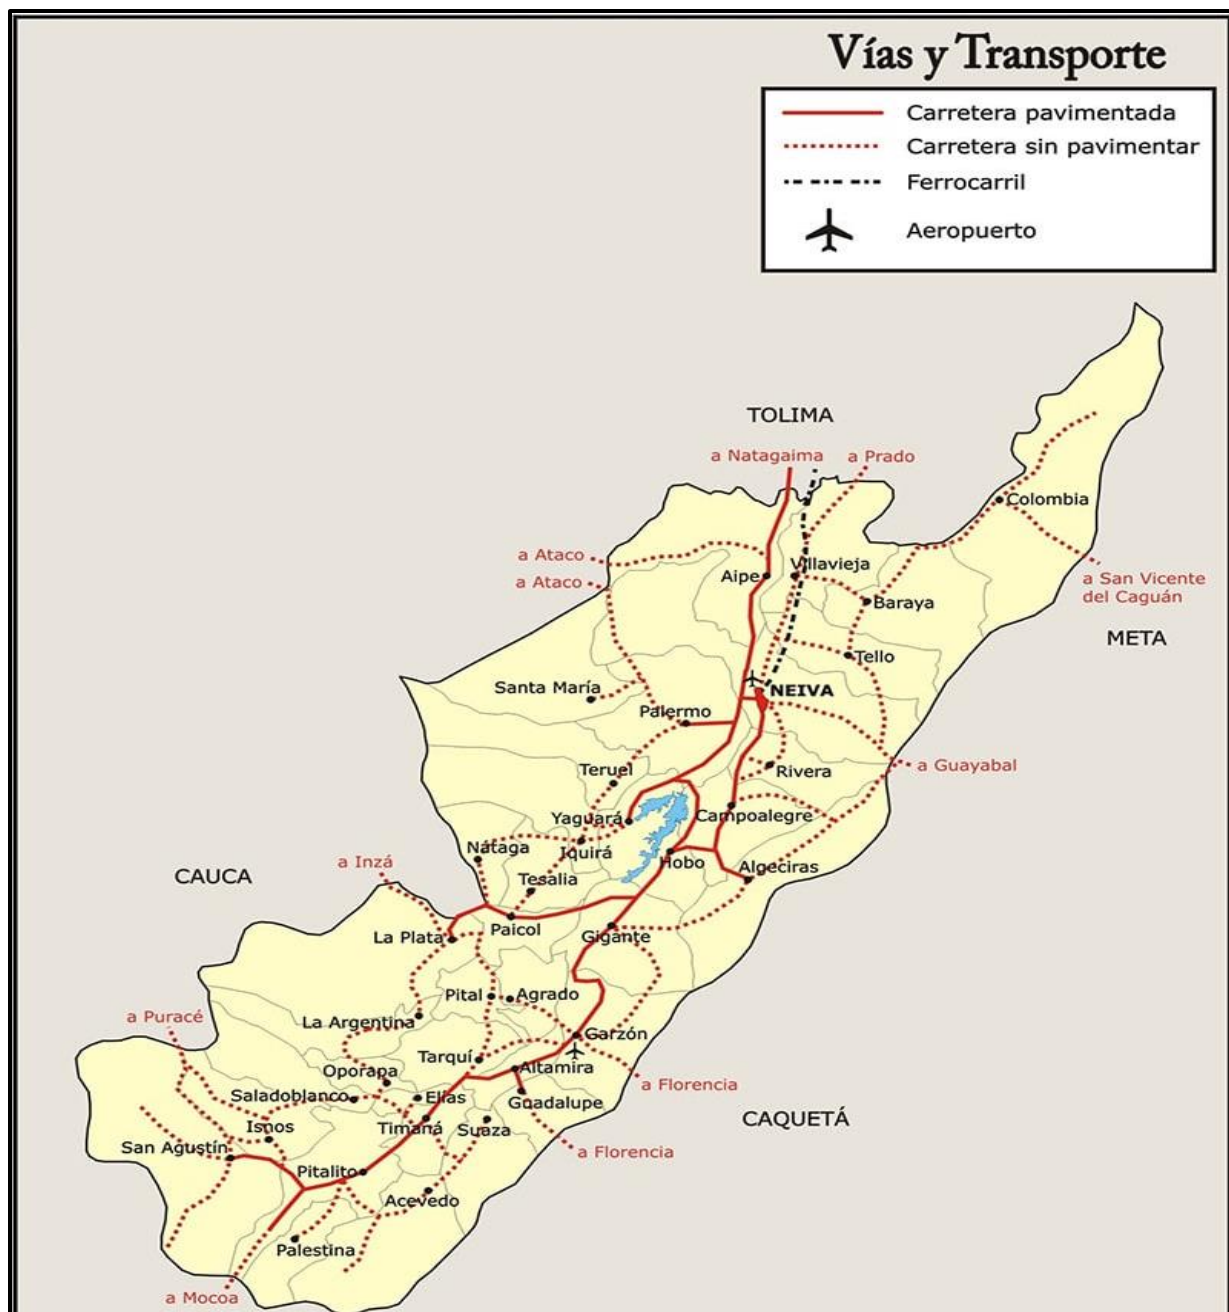 Vías y Transporte
Carretera pavimentada
Carretera sin pavimentar
Ferrocarril
Aeropuerto
TOLIMA
a Natagaima
a Prado
Colombia
a Ataco
a Ataco
Aipe
Villavieja
a San Vicente
del Caguán
Baraya
META
Tello
Santa María
NEIVA
Palermo
Teruel
Rivera
a Guayabal
Yaguará
Campoalegre
Nátaga
Iquirá
Hobo
a Inzá
CAUCA
Tesalia
Algeciras
La Plata
Paicol
Gigante
Pital
Agrado
a Puracé
La Argentina
Garzón
Tarquí
Oporapa
Altamira
a Florencia
Saladoblanco
Elías
Guadalupe
CAQUETÁ
Isnos
Timaná
Suaza
San Agustín
a Florencia
Pitalito
Acevedo
Palestina
a Mocoa